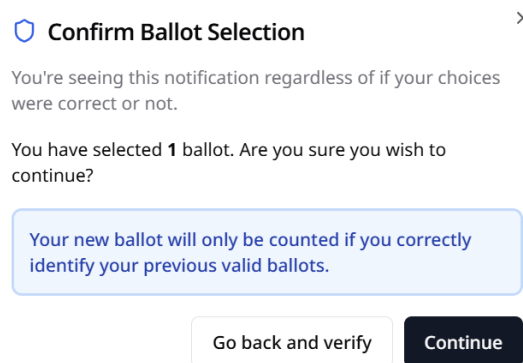 Confirm Ballot Selection
You're seeing this notification regardless of if your choices
were correct or not.
You have selected 1 ballot. Are you sure you wish to
continue?
Your new ballot will only be counted if you correctly
identify your previous valid ballots.
Go back and verify
Continue